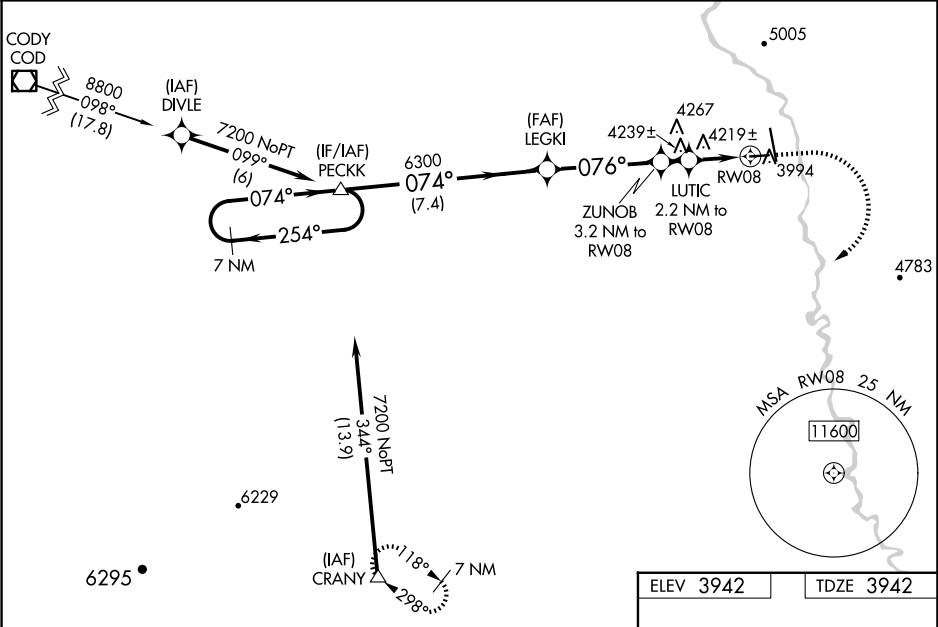 CODY
COD
8800
098°
(17.8)
(IAF)
DIVLE
7200 NoPT
099°
(6)
(IF/IAF)
PECKK
074°
254°
7 NM
6300
074°
(7.4)
(FAF)
LEGKI
076°
4239±
4267
4219±
5005
ZUNOB
3.2 NM to
RW08
LUTIC
2.2 NM to
RW08
RW08
3994
4783
7200 NoPT
344°
(13.9)
6229
6295
(IAF)
CRANY
118°
298°
7 NM
MSA RW08 25 NM
11600
ELEV 3942
TDZE 3942